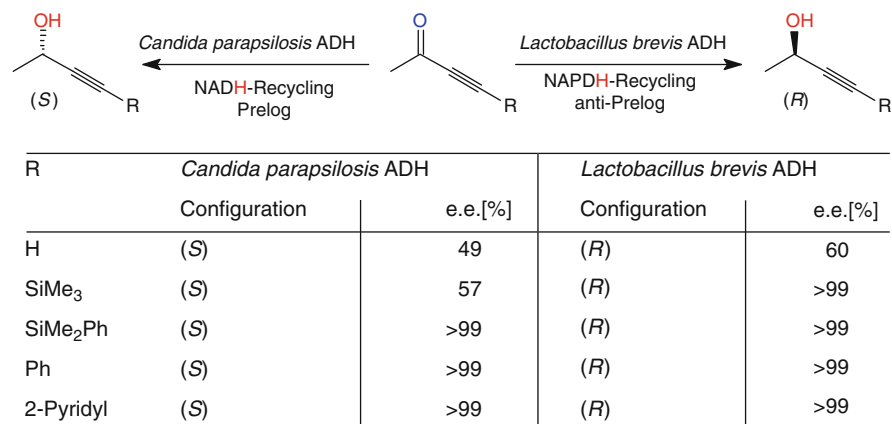 OH
(S)
R
Candida parapsilosis ADH
NADH-Recycling
Prelog
O
R
Lactobacillus brevis ADH
NAPDH-Recycling
anti-Prelog
OH
(R)
R
R Candida parapsilosis ADH Lactobacillus brevis ADH
Configuration e.e.[%] Configuration e.e.[%]
H (S) 49 (R) 60
SiMe3 (S) 57 (R) >99
SiMe2Ph (S) >99 (R) >99
Ph (S) >99 (R) >99
2-Pyridyl (S) >99 (R) >99